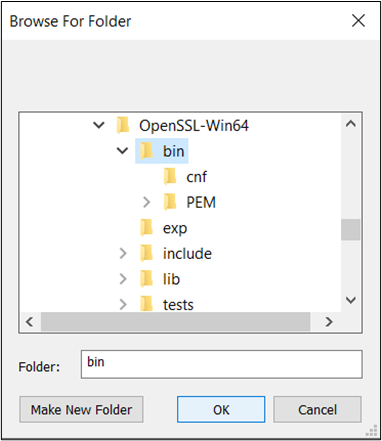 Browse For Folder
OpenSSL-Win64
bin
cnf
PEM
exp
include
lib
tests
Folder: bin
Make New Folder OK Cancel